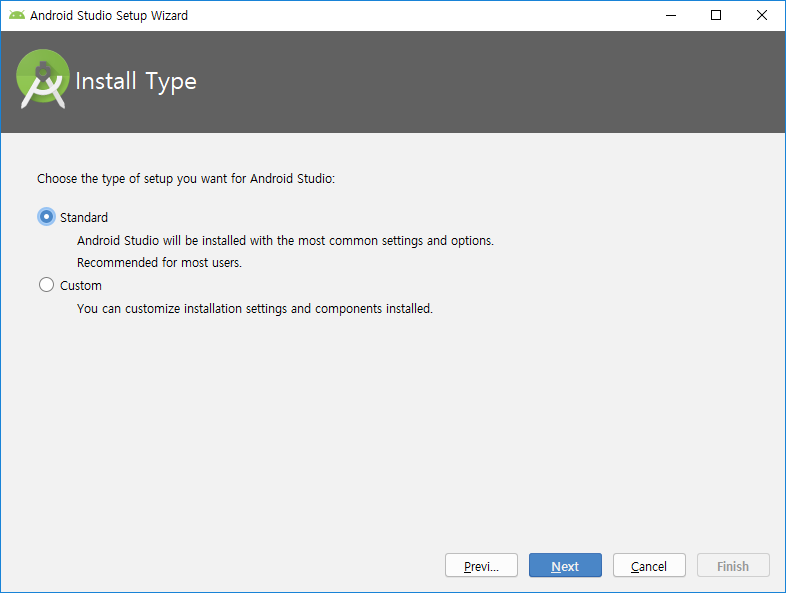 Android Studio Setup Wizard
Install Type
Choose the type of setup you want for Android Studio:
Standard
Android Studio will be installed with the most common settings and options.
Recommended for most users.
Custom
You can customize installation settings and components installed.
Previ... Next Cancel Finish